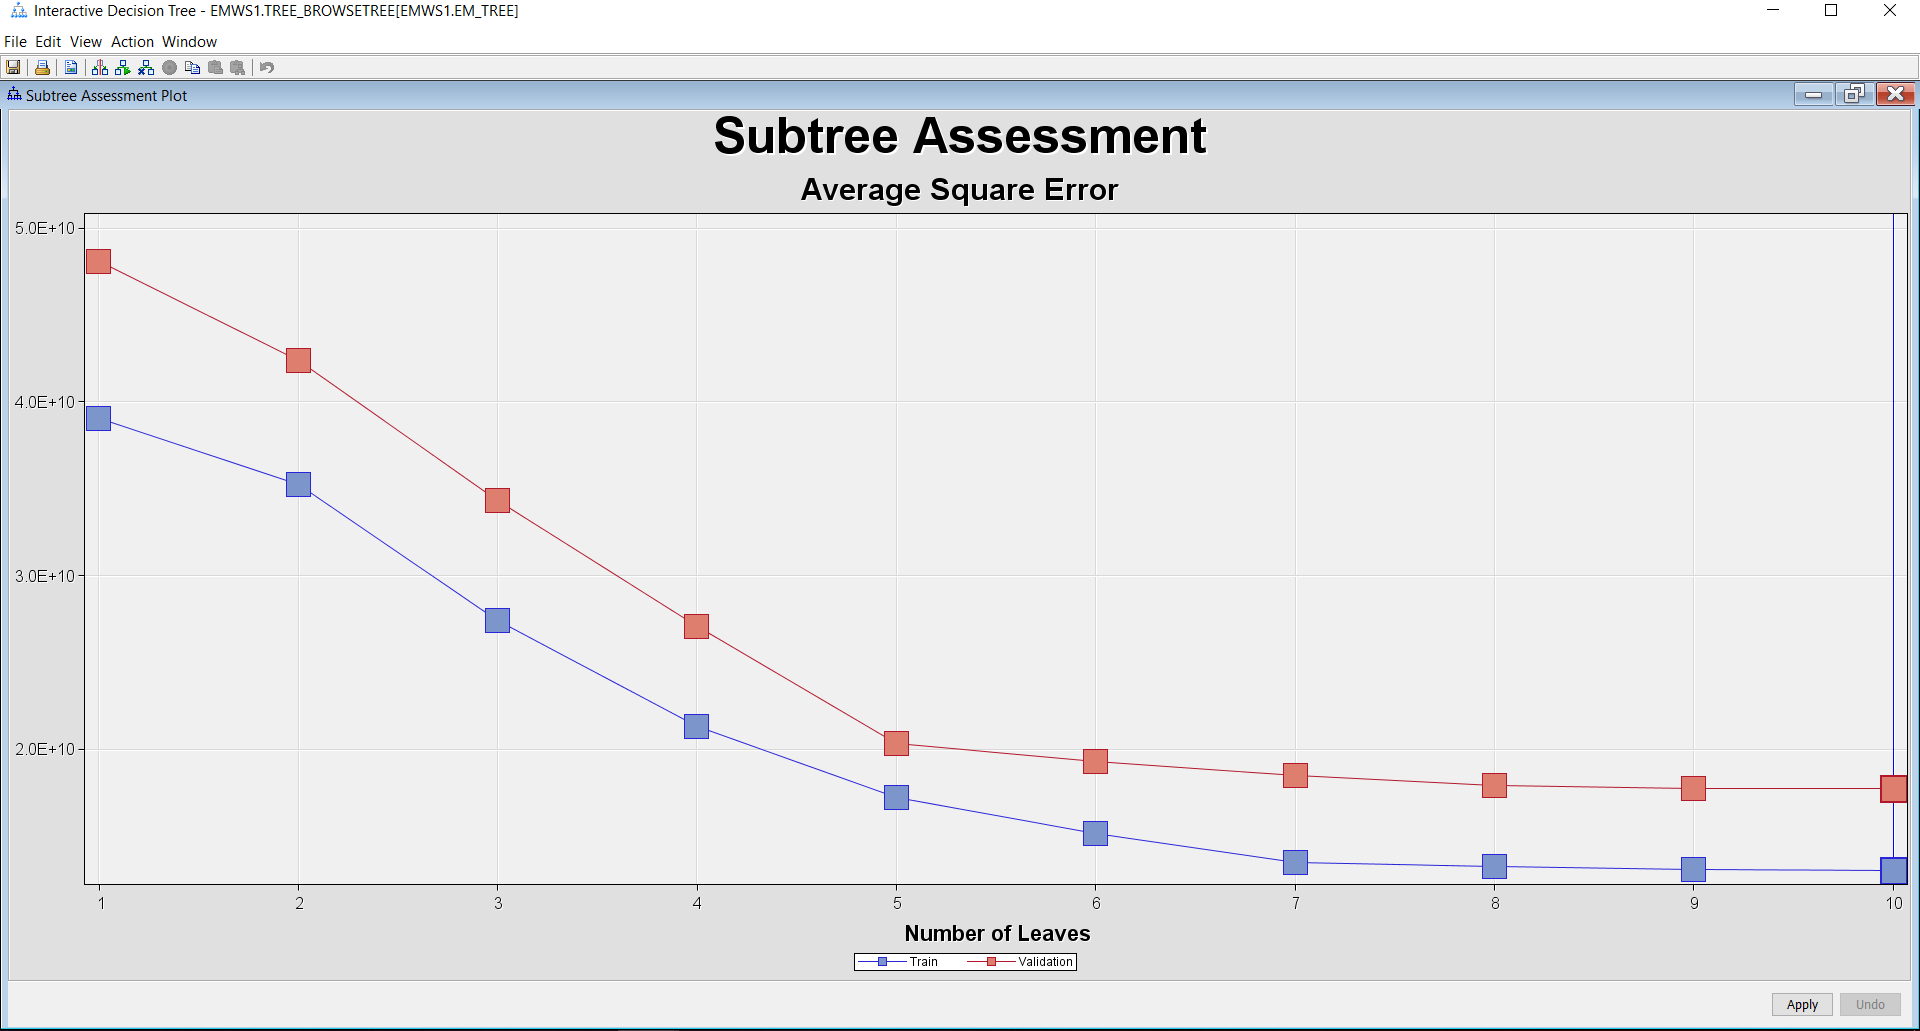 Interactive Decision Tree - EMWS1.TREE_BROWSETREE[EMWS1.EM_TREE]
File Edit View Action Window
Subtree Assessment Plot
Subtree Assessment
Average Square Error
5.0E+10
4.0E+10
3.0E+10
2.0E+10
1 2 3 4 5 6 7 8 9 10
Number of Leaves
Train Validation
Apply Undo